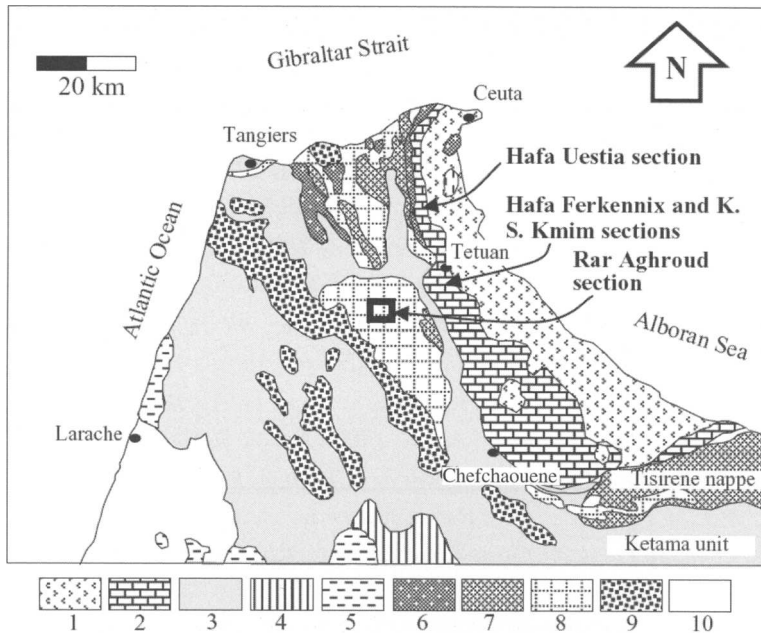 Gibraltar Strait
20 km
N
Ceuta
Tangiers
Hafa Uestia section
Hafa Ferkennix and K.
S. Kmim sections
Tetuan
Rar Aghroud
section
Atlantic Ocean
Alboran Sea
Larache
Chefchaouene
Tisirene nappe
Ketama unit
1 2 3 4 5 6 7 8 9 10